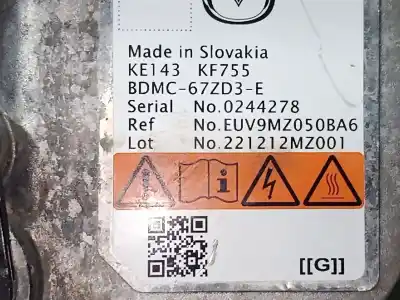 Made in Slovakia
KE143 KF755
BDMC-67ZD3-E
Serial No.0244278
Ref No.EUV9MZ050BA6
Lot No.221212MZ001
[[G]]